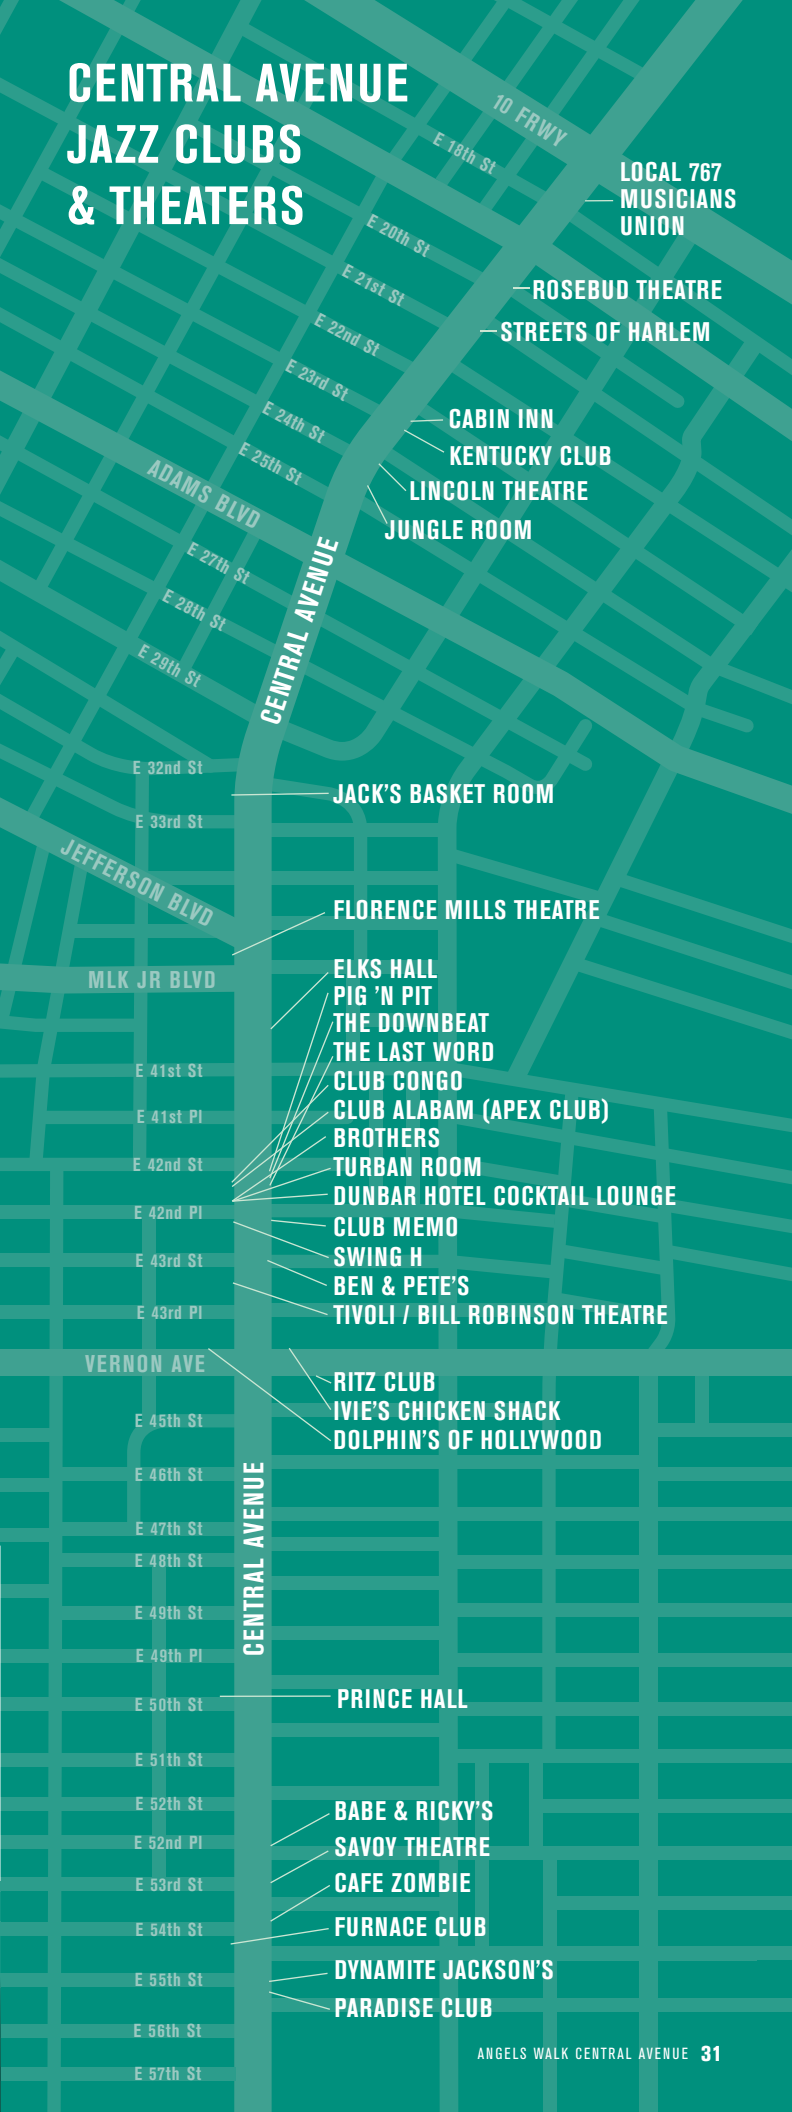 CENTRAL AVENUE
JAZZ CLUBS
& THEATERS
10 FRWY
E 18th St
LOCAL 767
MUSICIANS
UNION
E 20th St
E 21st St
ROSEBUD THEATRE
E 22nd St
STREETS OF HARLEM
E 23rd St
E 24th St
CABIN INN
E 25th St
KENTUCKY CLUB
ADAMS BLVD
LINCOLN THEATRE
JUNGLE ROOM
E 27th St
E 28th St
CENTRAL AVENUE
E 29th St
E 32nd St
JACK'S BASKET ROOM
E 33rd St
JEFFERSON BLVD
FLORENCE MILLS THEATRE
MLK JR BLVD
ELKS HALL
PIG 'N PIT
THE DOWNBEAT
THE LAST WORD
E 41st St
CLUB CONGO
CLUB ALABAM (APEX CLUB)
E 41st Pl
BROTHERS
E 42nd St
TURBAN ROOM
DUNBAR HOTEL COCKTAIL LOUNGE
E 42nd Pl
CLUB MEMO
SWING H
E 43rd St
BEN & PETE'S
E 43rd Pl
TIVOLI / BILL ROBINSON THEATRE
VERNON AVE
RITZ CLUB
IVIE'S CHICKEN SHACK
E 45th St
DOLPHIN'S OF HOLLYWOOD
E 46th St
CENTRAL AVENUE
E 47th St
E 48th St
E 49th St
E 49th Pl
PRINCE HALL
E 50th St
E 51th St
E 52th St
BABE & RICKY'S
E 52nd Pl
SAVOY THEATRE
E 53rd St
CAFE ZOMBIE
E 54th St
FURNACE CLUB
E 55th St
DYNAMITE JACKSON'S
PARADISE CLUB
E 56th St
ANGELS WALK CENTRAL AVENUE 31
E 57th St